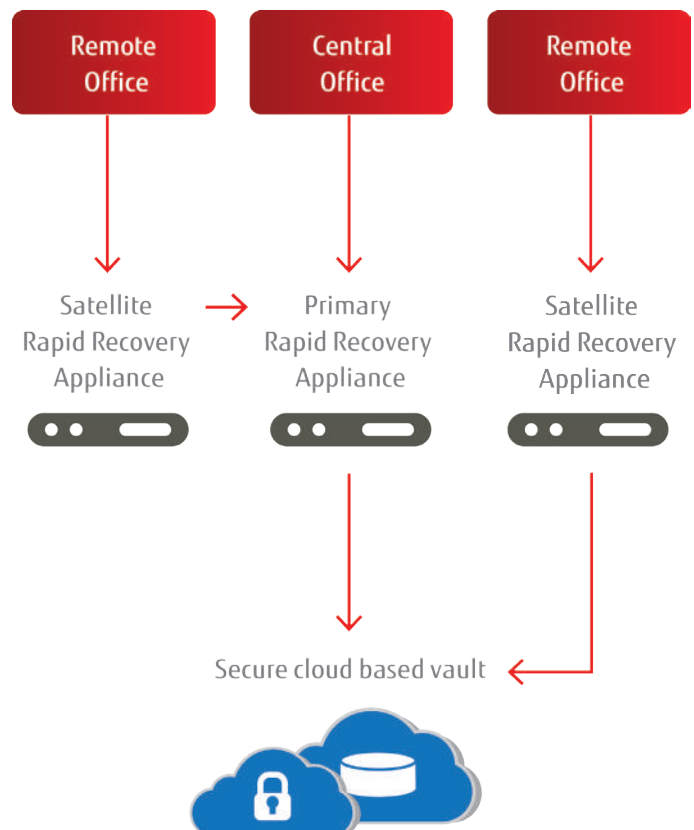 Remote
Office
Central
Office
Remote
Office
Satellite
Rapid Recovery
Appliance
Primary
Rapid Recovery
Appliance
Satellite
Rapid Recovery
Appliance
Secure cloud based vault